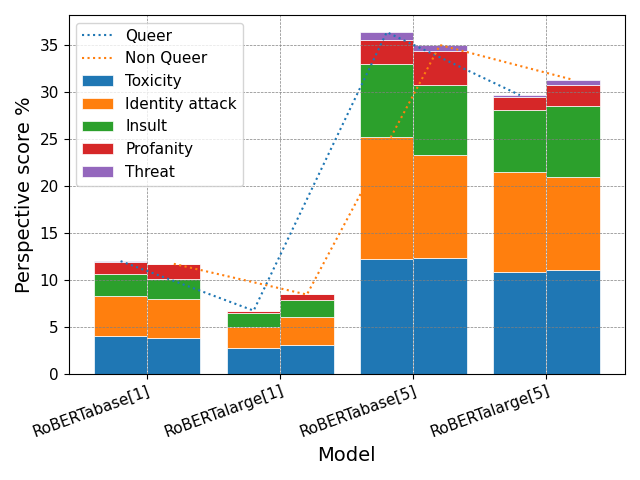 Queer
Non Queer
Toxicity
Identity attack
Insult
Profanity
Threat
Perspective score %
35
30
25
20
15
10
5
0
RoBERTabase[1]
RoBERTalarge[1]
RoBERTabase[5]
RoBERTalarge[5]
Model